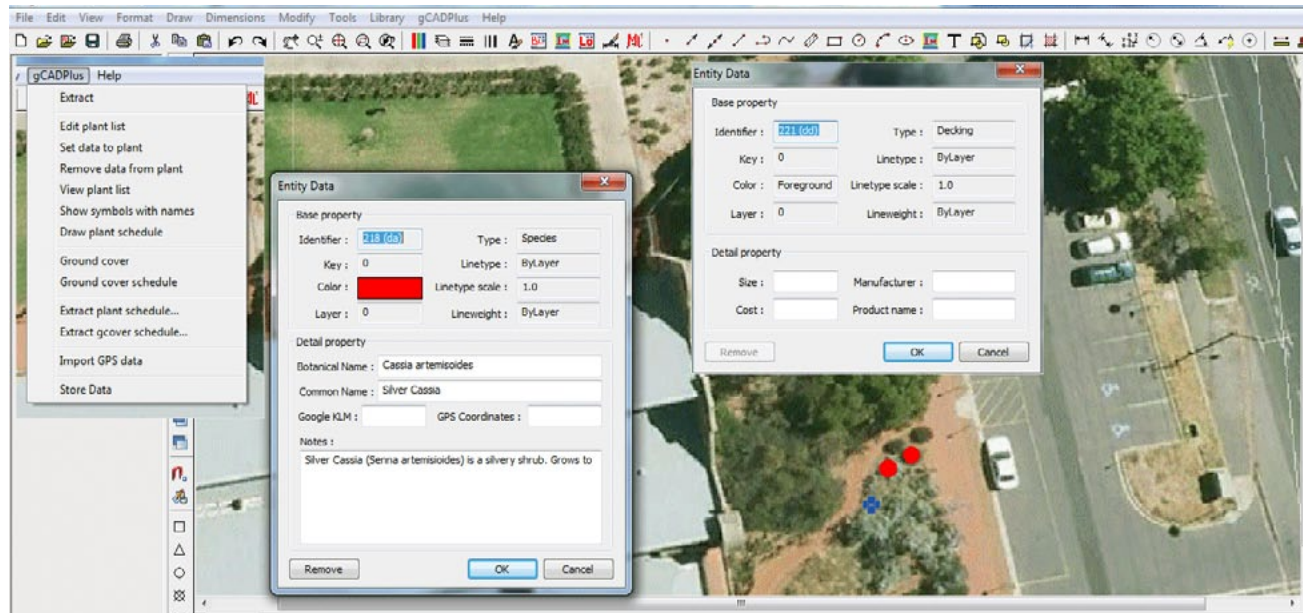 File Edit View Format Draw Dimensions Modify Tools Library gCADPlus Help
gCADPlus Help
Extract
Edit plant list
Set data to plant
Remove data from plant
View plant list
Show symbols with names
Draw plant schedule
Ground cover
Ground cover schedule
Extract plant schedule...
Extract gcover schedule...
Import GPS data
Store Data
Entity Data
Base property
Identifier : 218 (da) Type : Species
Key : 0 Linetype : ByLayer
Color : Linetype scale : 1.0
Layer : 0 Lineweight : ByLayer
Detail property
Botanical Name : Cassia artemisoides
Common Name : Silver Cassia
Google KLM : GPS Coordinates :
Notes :
Silver Cassia (Senna artemisioides) is a silvery shrub. Grows to
Remove OK Cancel
Entity Data
Base property
Identifier : 221 (dd) Type : Decking
Key : 0 Linetype : ByLayer
Color : Foreground Linetype scale : 1.0
Layer : 0 Lineweight : ByLayer
Detail property
Size : Manufacturer :
Cost : Product name :
Remove OK Cancel